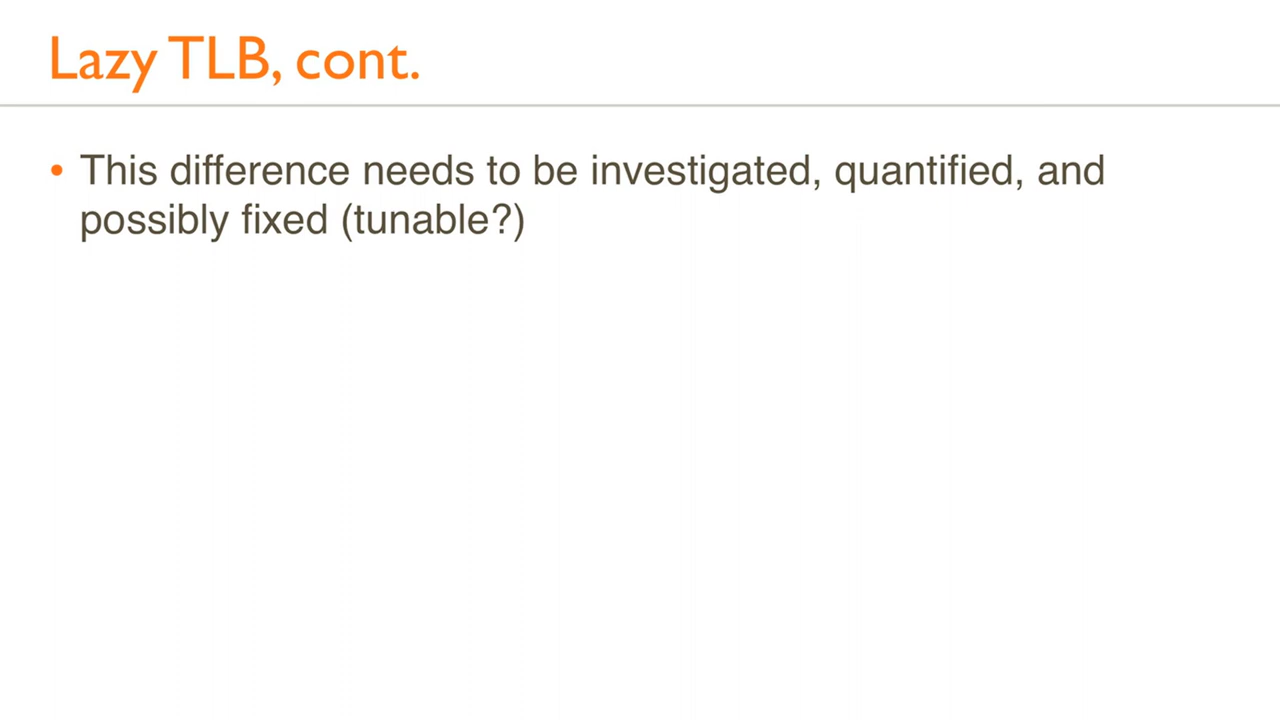 Lazy TLB, cont.
• This difference needs to be investigated, quantified, and
possibly fixed (tunable?)